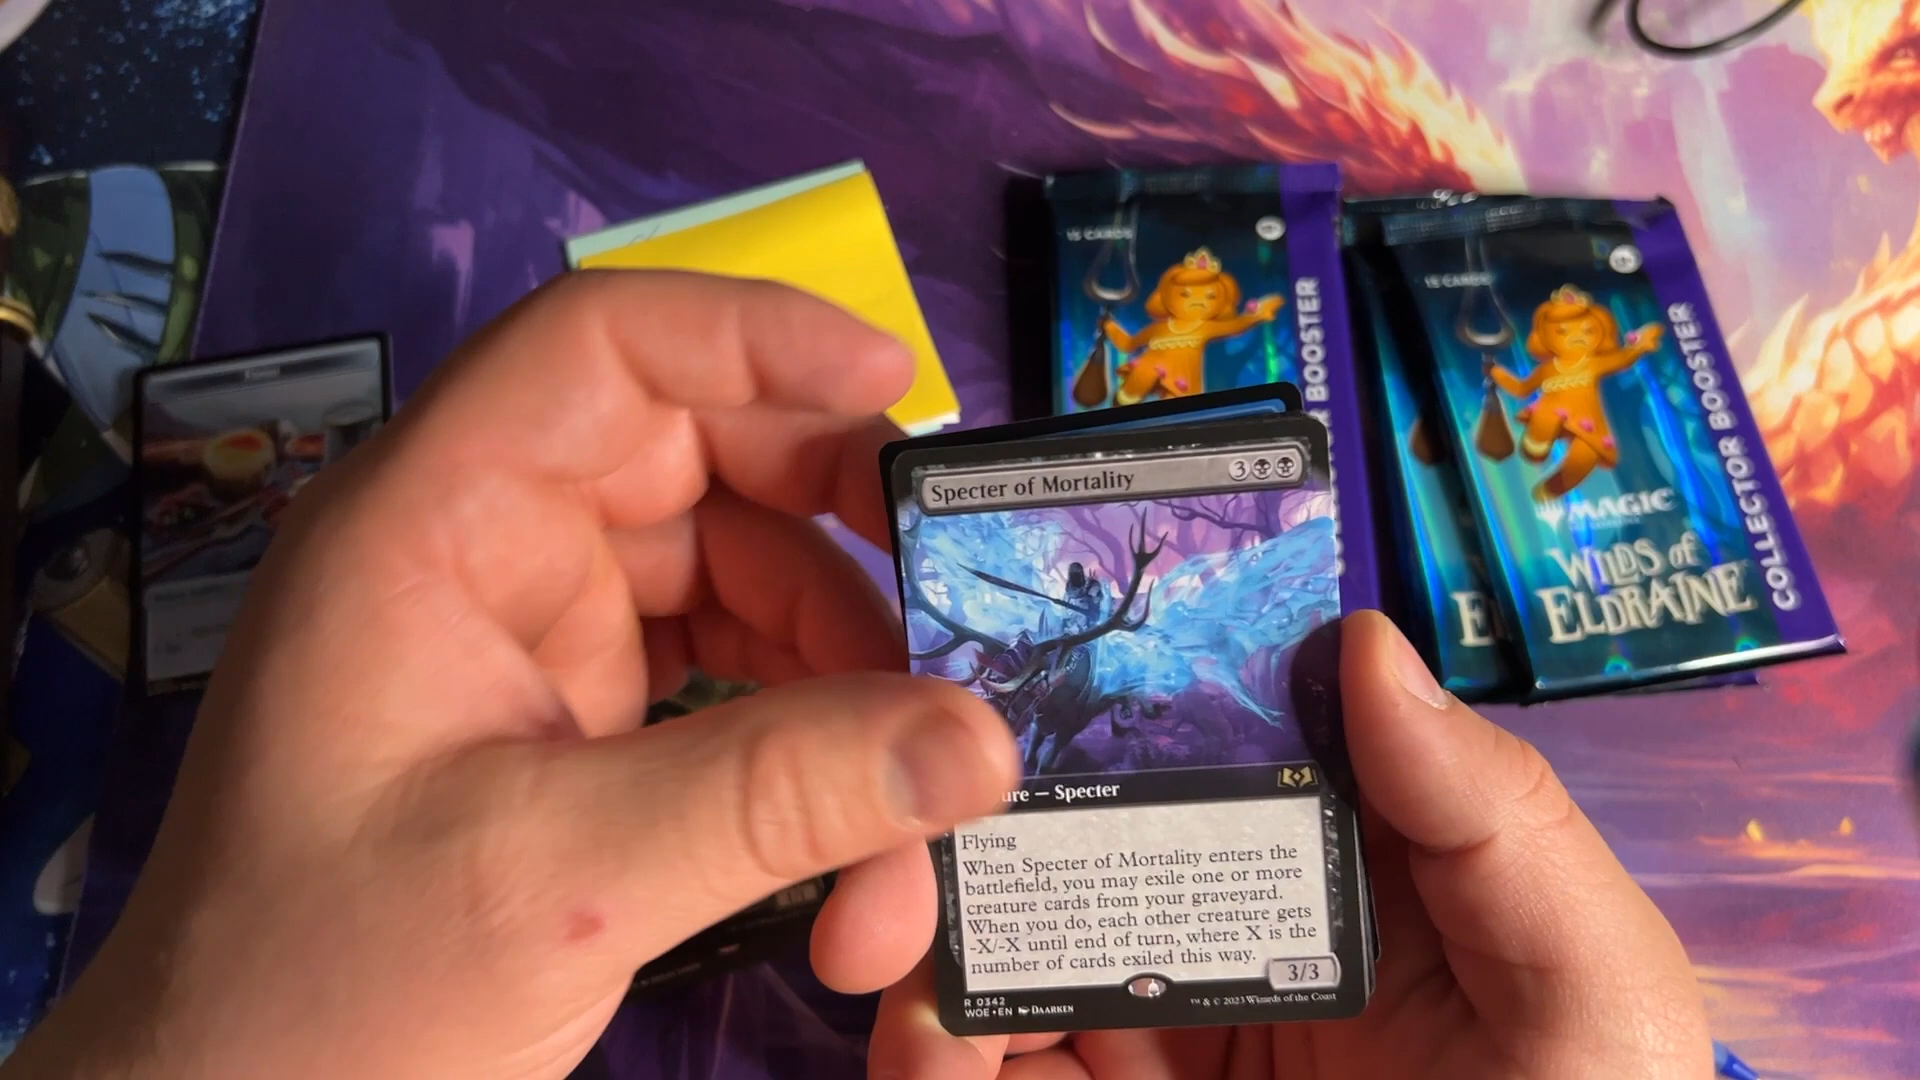 15 CARDS
COLLECTOR BOOSTER
15 CARDS
COLLECTOR BOOSTER
MAGIC
WILDS of
ELDRAINE
Specter of Mortality
3
ure — Specter
Flying
When Specter of Mortality enters the
battlefield, you may exile one or more
creature cards from your graveyard.
When you do, each other creature gets
-X/-X until end of turn, where X is the
number of cards exiled this way.
3/3
R 0342
WOE • EN DAARKEN
™ & © 2023 Wizards of the Coast